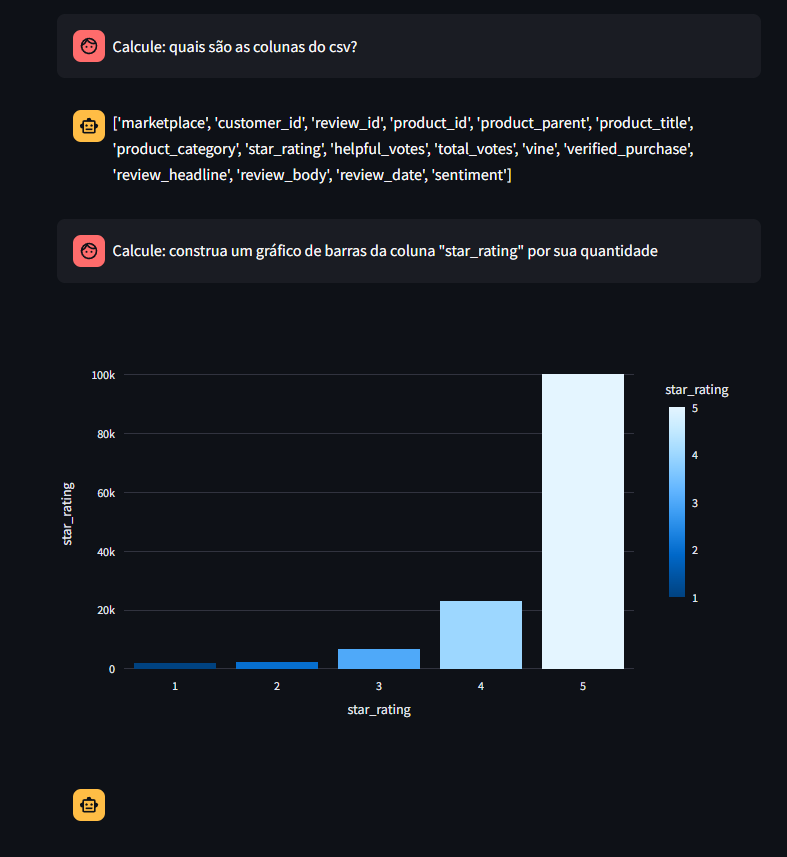 Calcule: quais são as colunas do csv?
['marketplace', 'customer_id', 'review_id', 'product_id', 'product_parent', 'product_title',
'product_category', 'star_rating', 'helpful_votes', 'total_votes', 'vine', 'verified_purchase',
'review_headline', 'review_body', 'review_date', 'sentiment']
Calcule: construa um gráfico de barras da coluna "star_rating" por sua quantidade
100k
80k
60k
40k
20k
0
star_rating
1 2 3 4 5
star_rating
star_rating
5
4
3
2
1